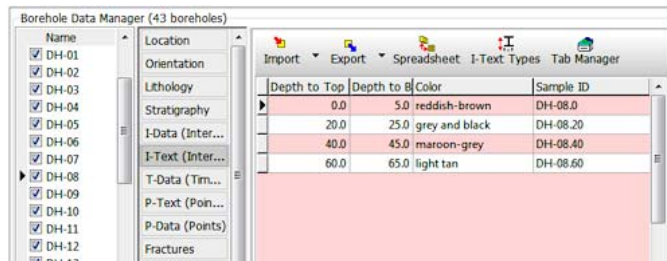 Borehole Data Manager (43 boreholes)
Name
DH-01
DH-02
DH-03
DH-04
DH-05
DH-06
DH-07
DH-08
DH-09
DH-10
DH-11
DH-12
Location
Orientation
Lithology
Stratigraphy
I-Data (Inter...
I-Text (Inter...
T-Data (Tim...
P-Text (Poin...
P-Data (Points)
Fractures
Import Export Spreadsheet I-Text Types Tab Manager
Depth to Top Depth to B Color Sample ID
0.0 5.0 reddish-brown DH-08.0
20.0 25.0 grey and black DH-08.20
40.0 45.0 maroon-grey DH-08.40
60.0 65.0 light tan DH-08.60